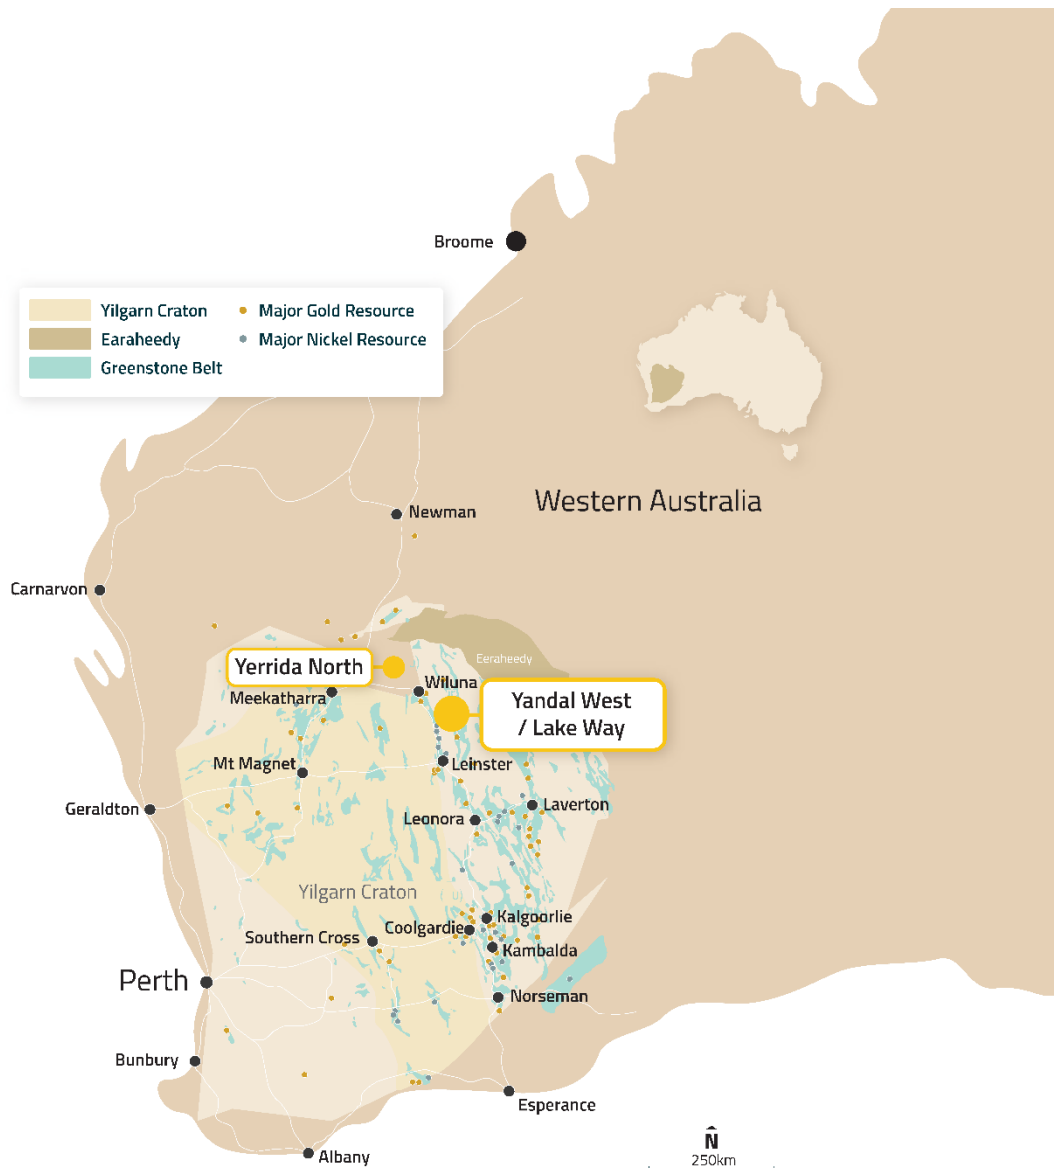 Broome
Yilgarn Craton
Major Gold Resource
Earaheedy
Major Nickel Resource
Greenstone Belt
Western Australia
Newman
Carnarvon
Eeraheedy
Yerrida North
Wiluna
Meekatharra
Yandal West
/ Lake Way
Mt Magnet
Leinster
Geraldton
Laverton
Leonora
Yilgarn Craton
Kalgoorlie
Coolgardie
Southern Cross
Kambalda
Perth
Norseman
Bunbury
Esperance
Albany
N
250km